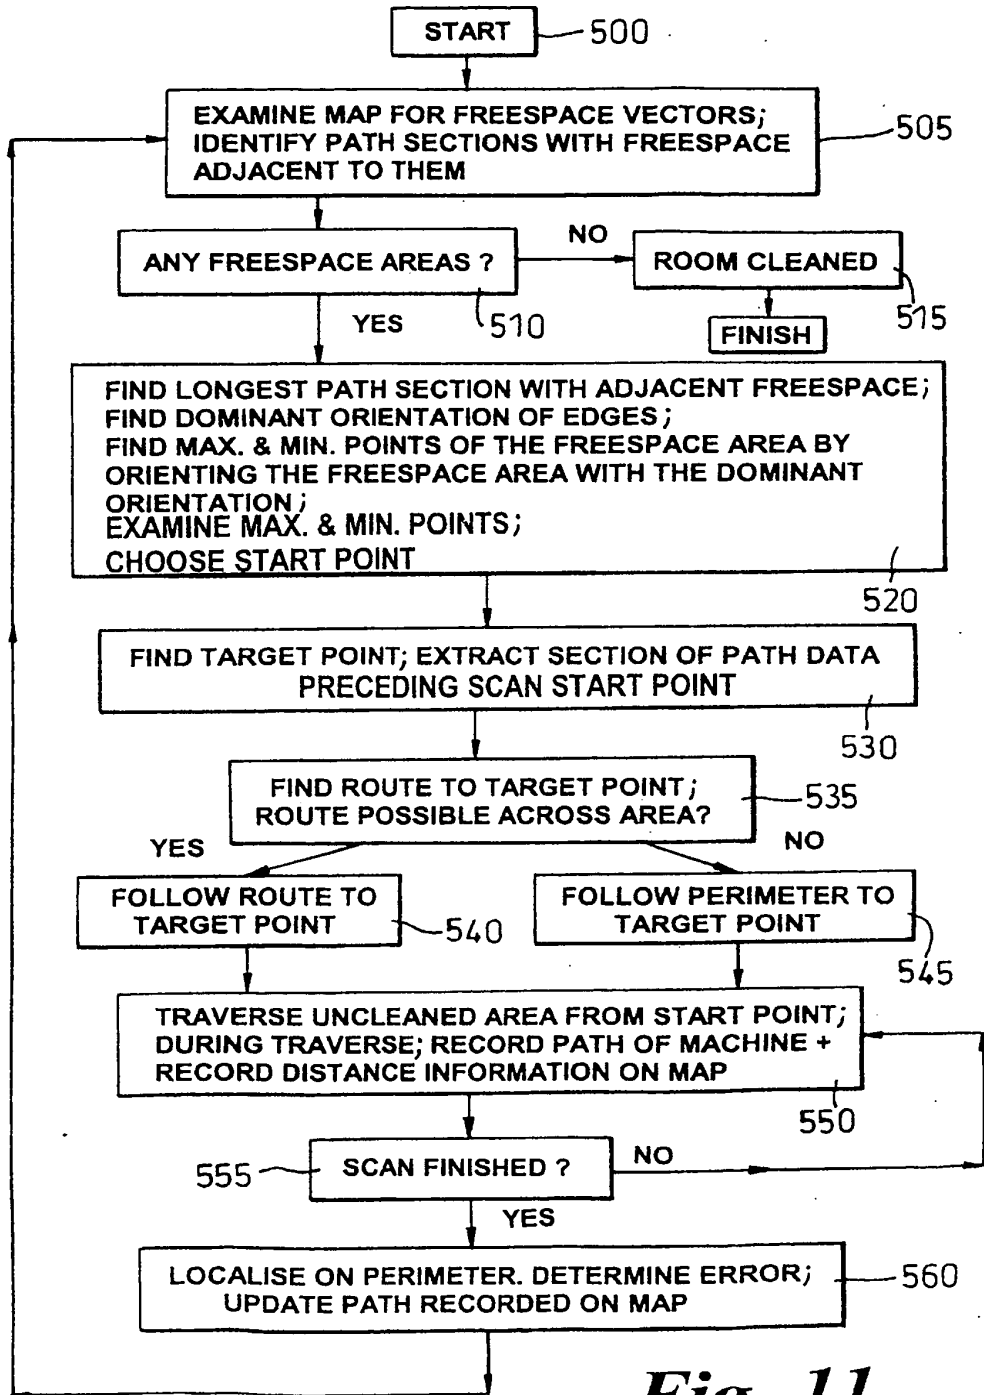 START
500
EXAMINE MAP FOR FREESPACE VECTORS;
IDENTIFY PATH SECTIONS WITH FREESPACE
ADJACENT TO THEM
505
ANY FREESPACE AREAS ?
NO
ROOM CLEANED
510
515
YES
FINISH
FIND LONGEST PATH SECTION WITH ADJACENT FREESPACE;
FIND DOMINANT ORIENTATION OF EDGES;
FIND MAX. & MIN. POINTS OF THE FREESPACE AREA BY
ORIENTING THE FREESPACE AREA WITH THE DOMINANT
ORIENTATION;
EXAMINE MAX. & MIN. POINTS;
CHOOSE START POINT
520
FIND TARGET POINT; EXTRACT SECTION OF PATH DATA
PRECEDING SCAN START POINT
530
FIND ROUTE TO TARGET POINT;
ROUTE POSSIBLE ACROSS AREA?
535
YES
NO
FOLLOW ROUTE TO
TARGET POINT
540
FOLLOW PERIMETER TO
TARGET POINT
545
TRAVERSE UNCLEANED AREA FROM START POINT;
DURING TRAVERSE; RECORD PATH OF MACHINE +
RECORD DISTANCE INFORMATION ON MAP
550
555
SCAN FINISHED ?
NO
YES
LOCALISE ON PERIMETER. DETERMINE ERROR;
UPDATE PATH RECORDED ON MAP
560
Fig. 11